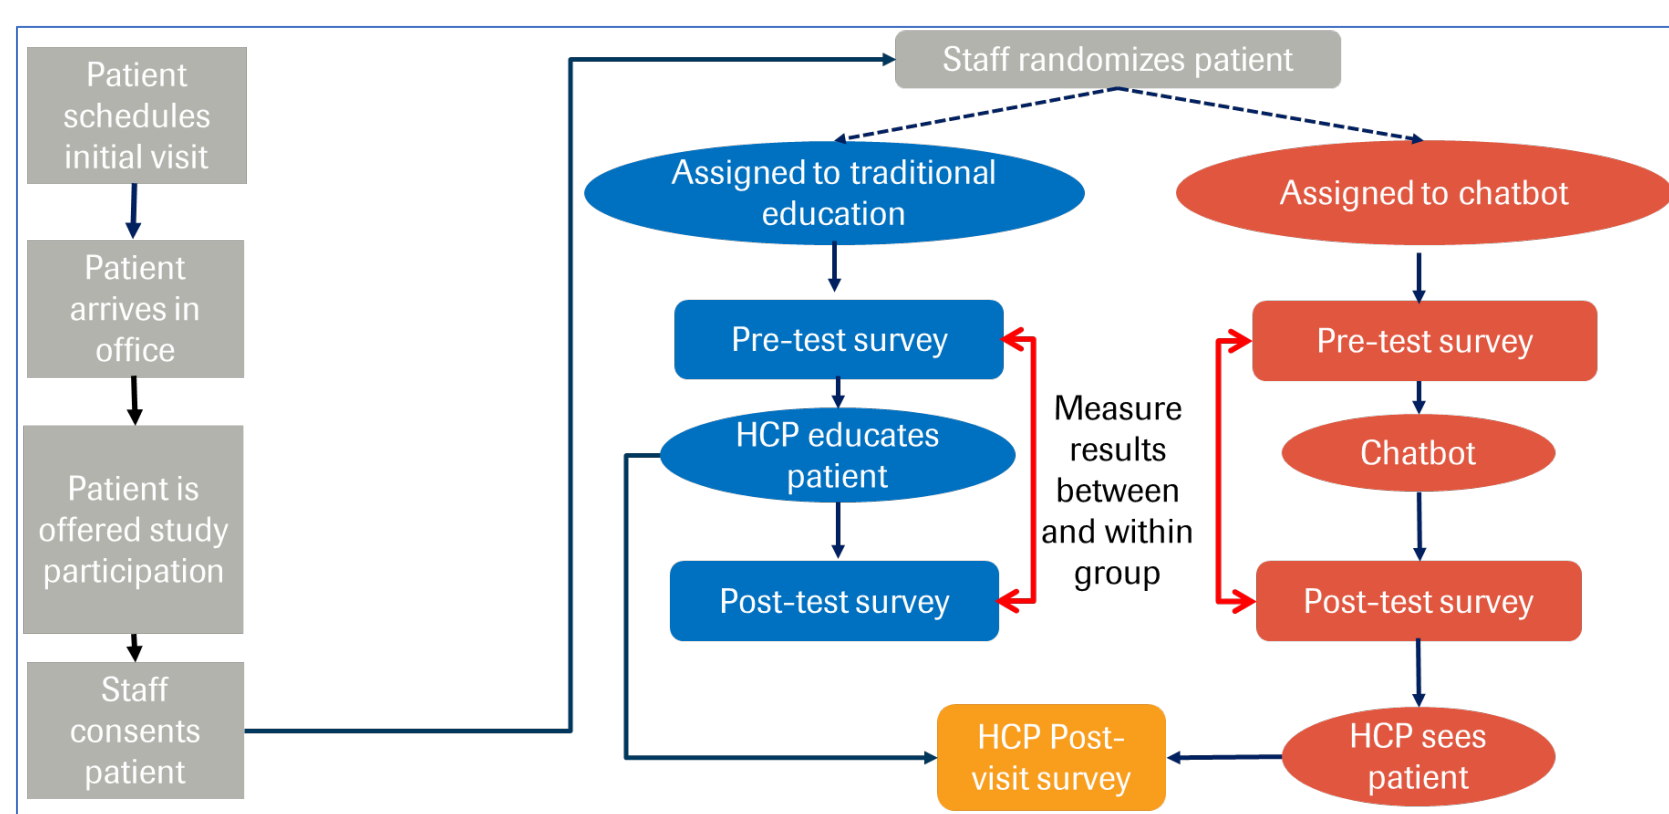 Patient
schedules
initial visit
Patient
arrives in
office
Patient is
offered study
participation
Staff
consents
patient
Staff randomizes patient
Assigned to traditional
education
Pre-test survey
HCP educates
patient
Post-test survey
Measure
results
between
and within
group
Assigned to chatbot
Pre-test survey
Chatbot
Post-test survey
HCP sees
patient
HCP Post-
visit survey